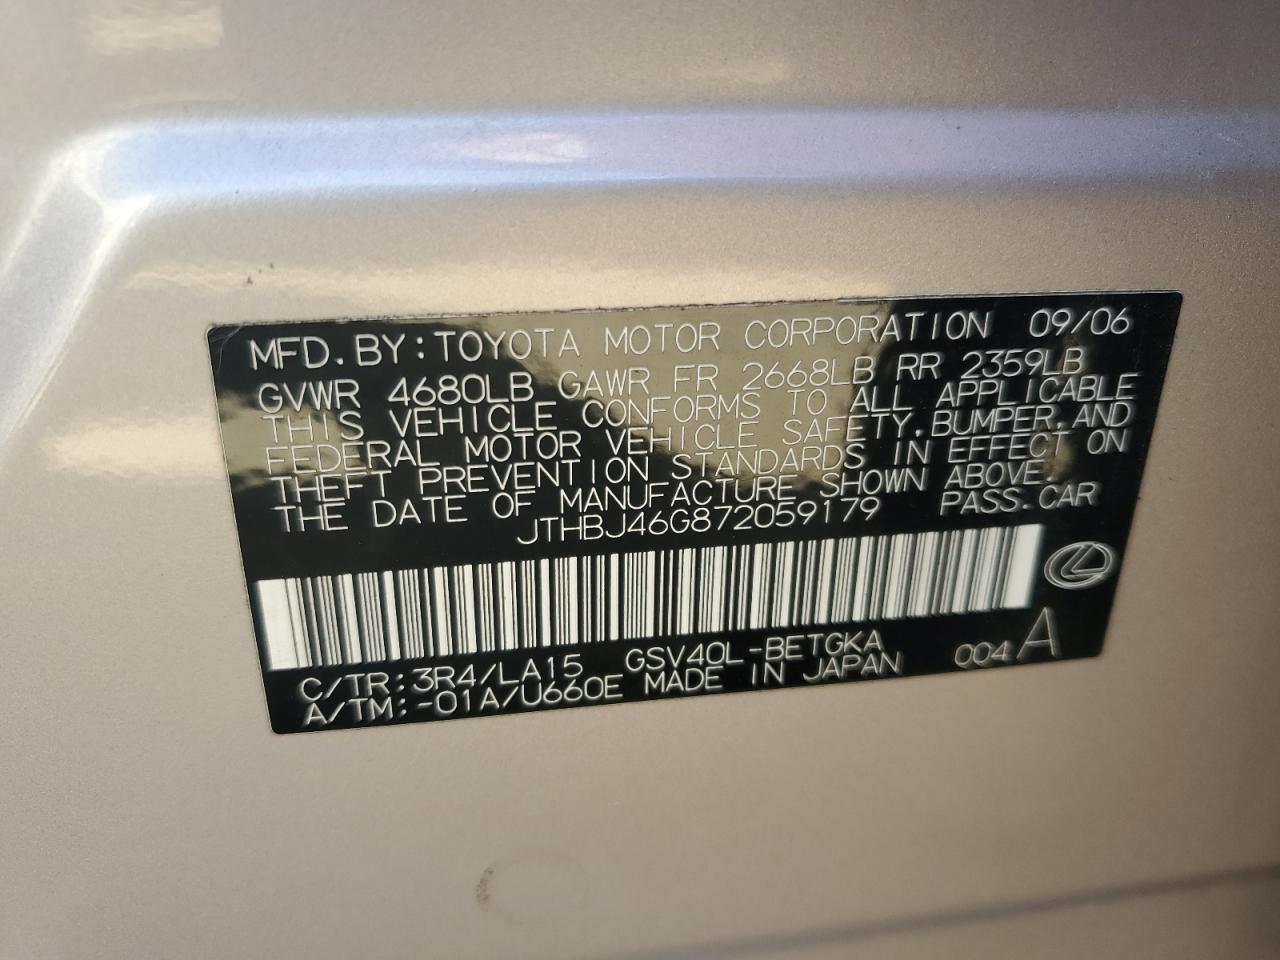 MFD. BY: TOYOTA MOTOR CORPORATION 09/06
GVWR 4680LB GAWR FR 2668LB RR 2359LB
THIS VEHICLE CONFORMS TO ALL APPLICABLE
FEDERAL MOTOR VEHICLE SAFETY, BUMPER, AND
THEFT PREVENTION STANDARDS IN EFFECT ON
THE DATE OF MANUFACTURE SHOWN ABOVE.
JTHBJ46G872059179 PASS. CAR
C/TR: 3R4/LA15 GSV40L-BETGKA
A/TM: -01A/U660E MADE IN JAPAN 004 A